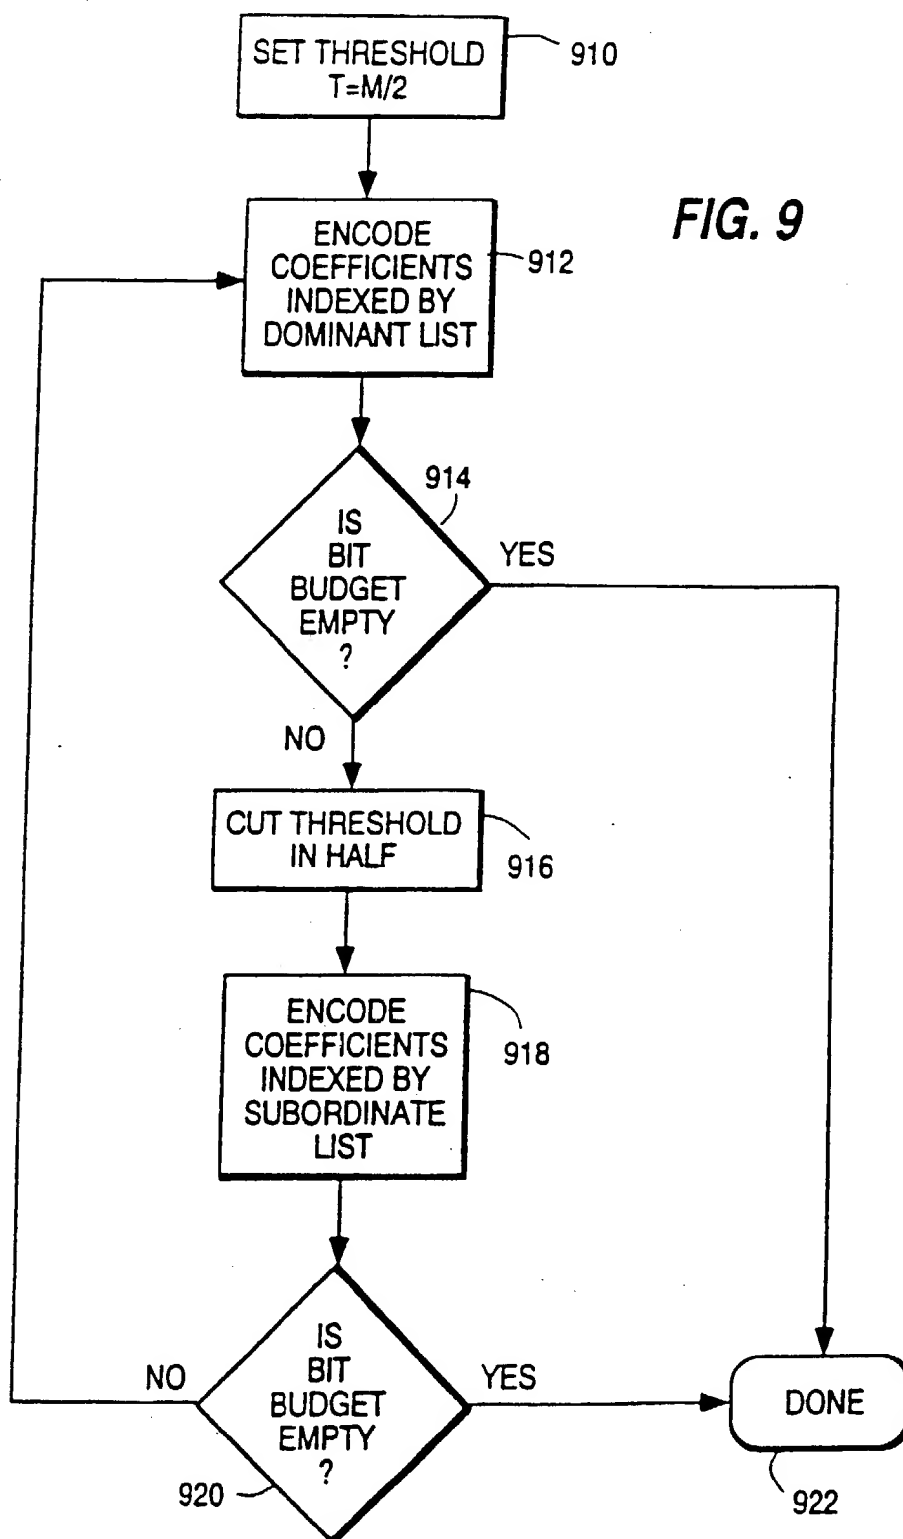 SET THRESHOLD
T=M/2
910
FIG. 9
ENCODE
COEFFICIENTS
INDEXED BY
DOMINANT LIST
912
IS
BIT
BUDGET
EMPTY
?
914
YES
NO
CUT THRESHOLD
IN HALF
916
ENCODE
COEFFICIENTS
INDEXED BY
SUBORDINATE
LIST
918
IS
BIT
BUDGET
EMPTY
?
NO
YES
920
DONE
922